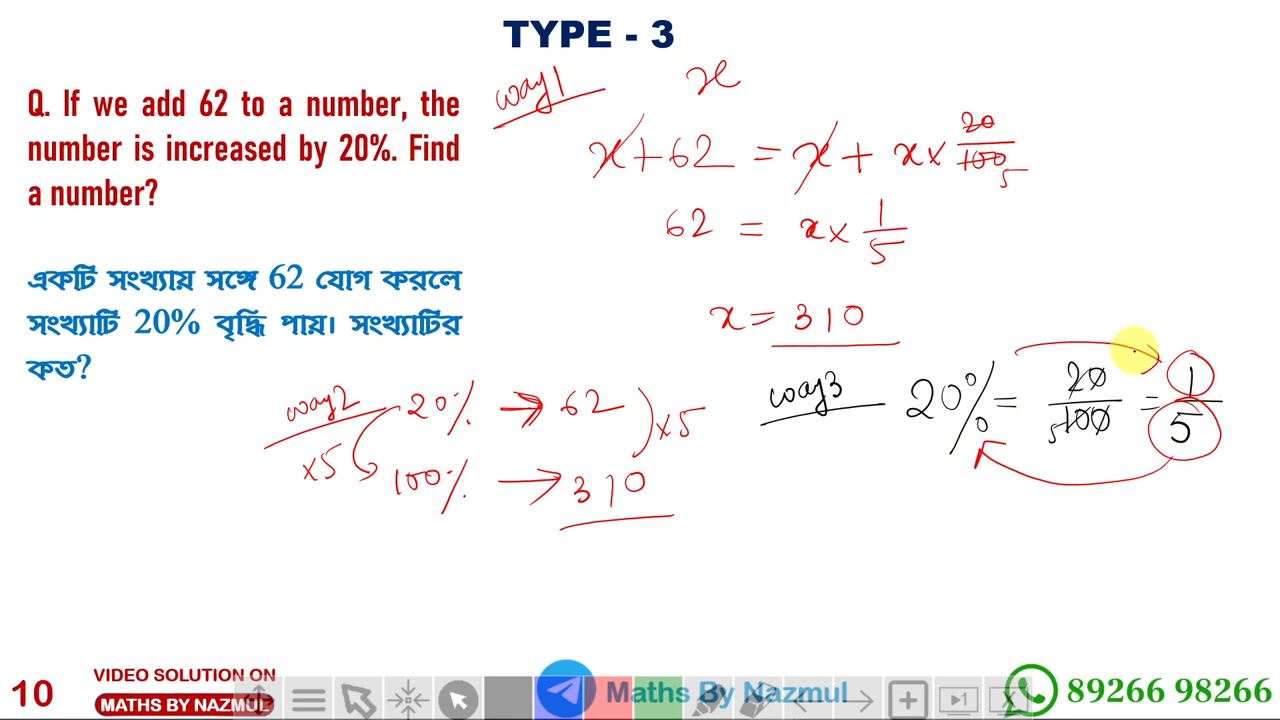 TYPE - 3
Q. If we add 62 to a number, the
number is increased by 20%. Find
a number?
একটি সংখ্যায় সঙ্গে 62 যোগ করলে
সংখ্যাটি 20% বৃদ্ধি পায়। সংখ্যাটির
কত?
way1
x
x + 62 = x + x × 20/100 5
62 = x × 1/5
x = 310
way2
20% → 62
×5
×5
100% → 310
way3
20% = 20/100 = 1/5
5
10
VIDEO SOLUTION ON
MATHS BY NAZMUL
Maths By Nazmul
89266 98266